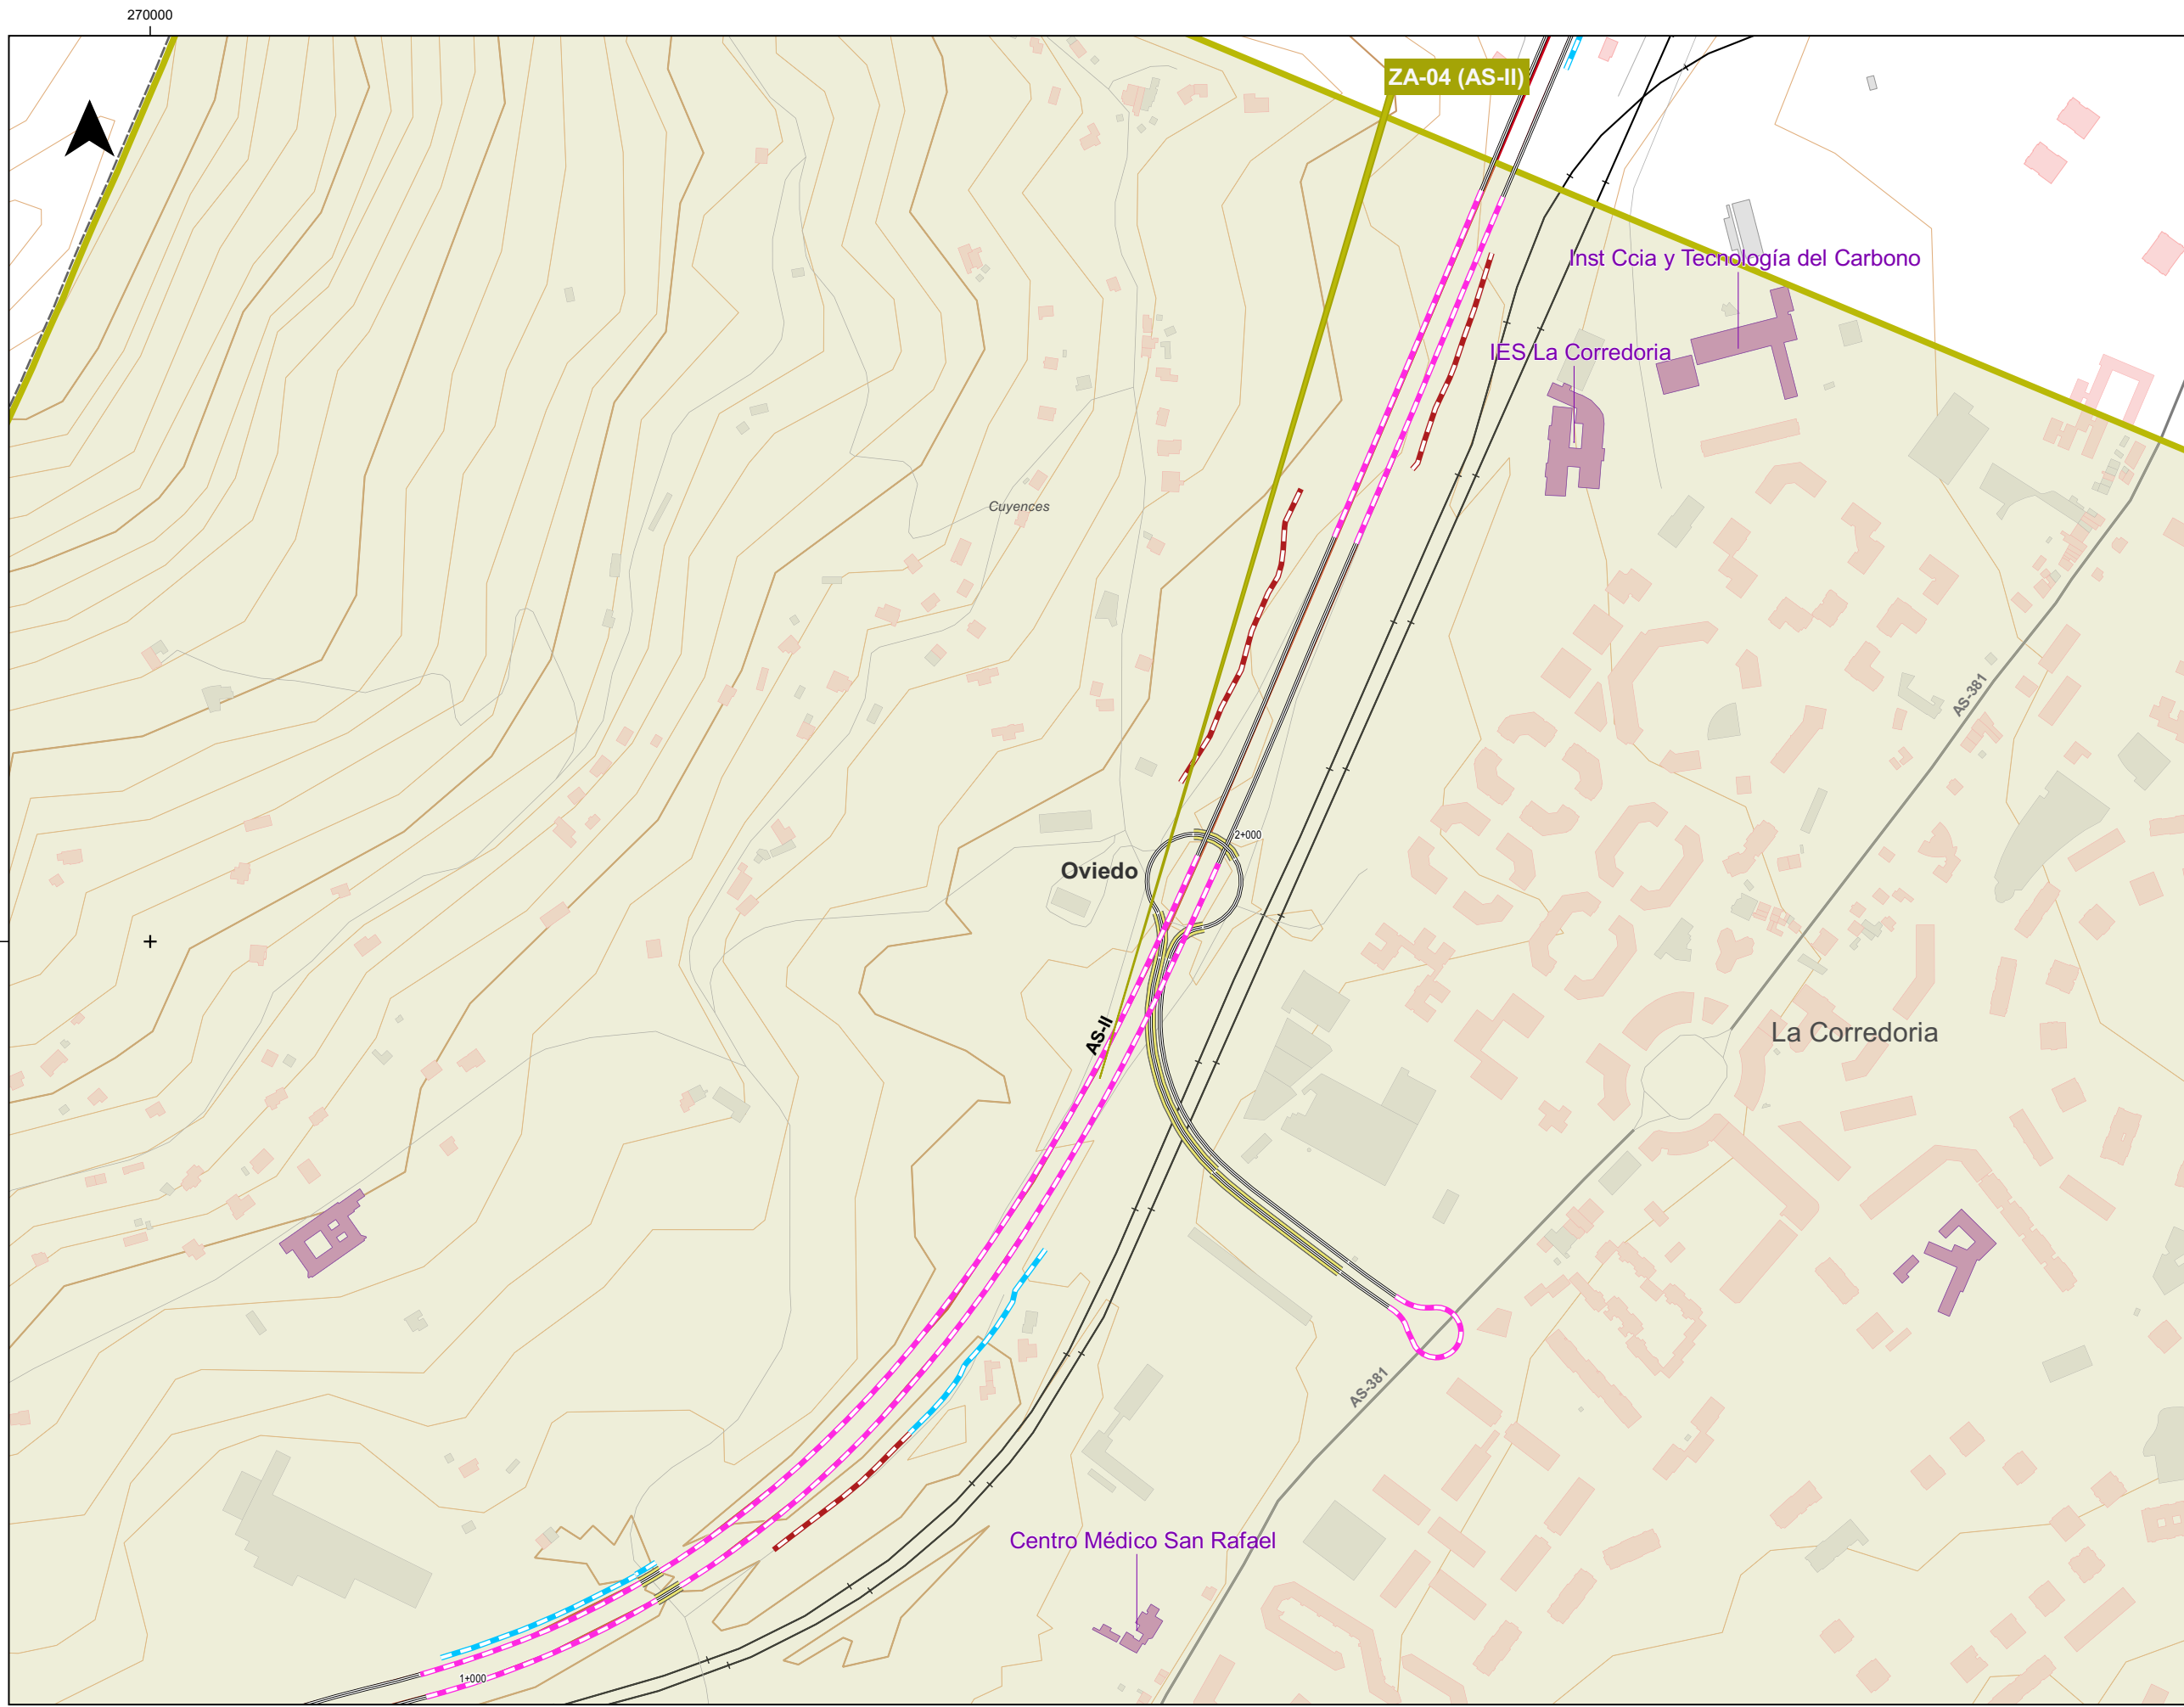 270000
ZA-04 (AS-II)
Inst Ccia y Tecnología del Carbono
IES La Corredoria
Cuyences
AS-381
2+000
Oviedo
AS-II
La Corredoria
AS-381
Centro Médico San Rafael
1+000